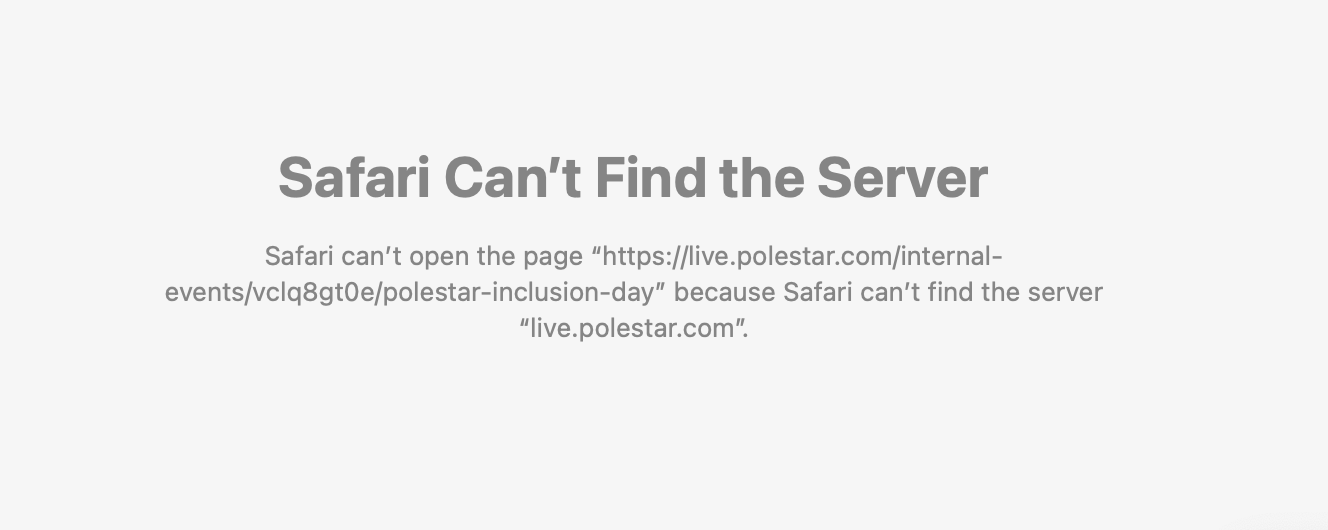 Safari Can’t Find the Server
Safari can’t open the page “https://live.polestar.com/internal-
events/vclq8gt0e/polestar-inclusion-day” because Safari can’t find the server
“live.polestar.com”.